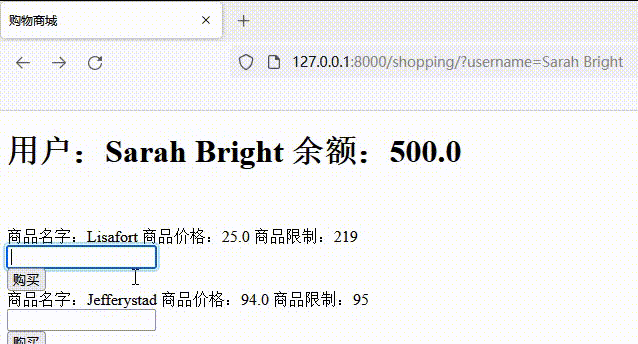 购物商城
127.0.0.1:8000/shopping/?username=Sarah Bright
用户：Sarah Bright 余额：500.0
商品名字：Lisafort 商品价格：25.0 商品限制：219
购买
商品名字：Jefferystad 商品价格：94.0 商品限制：95
购买